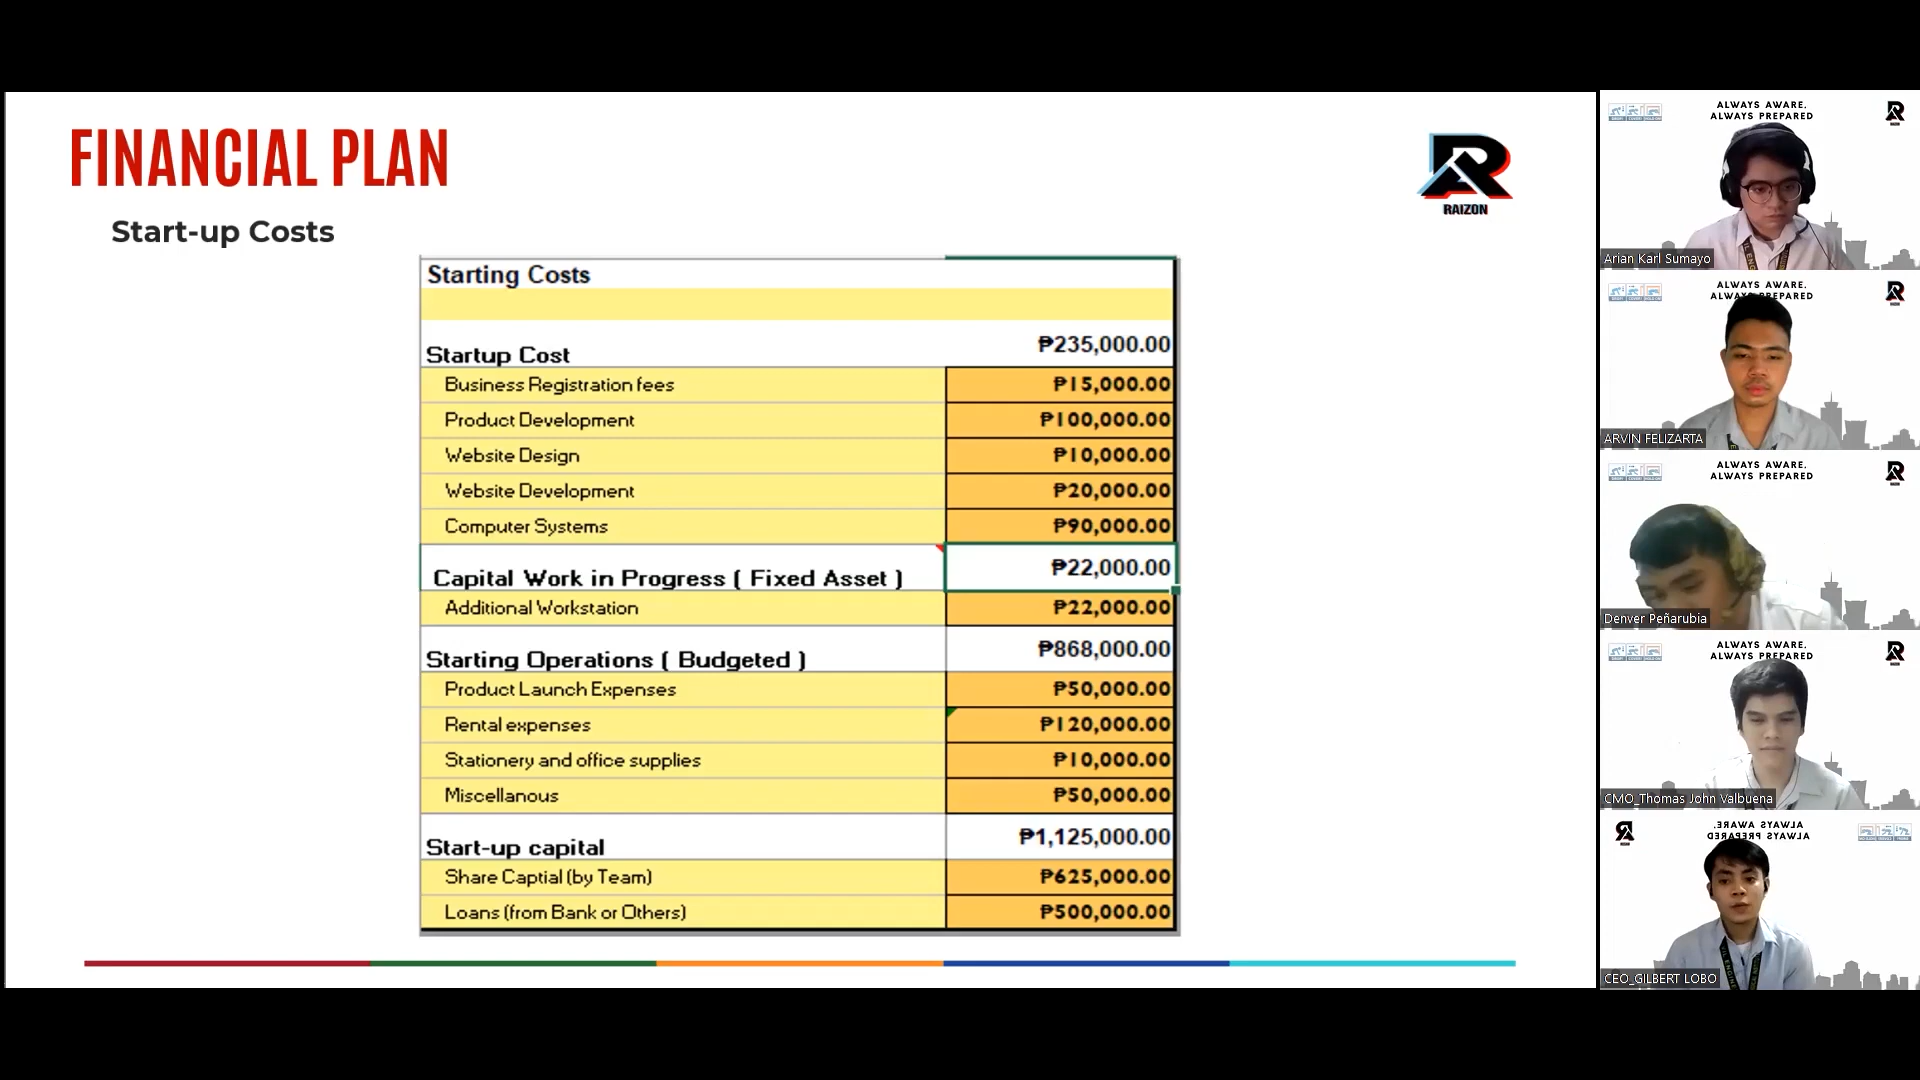 FINANCIAL PLAN
Start-up Costs
RAIZON
Starting Costs
Startup Cost ₱235,000.00
Business Registration fees ₱15,000.00
Product Development ₱100,000.00
Website Design ₱10,000.00
Website Development ₱20,000.00
Computer Systems ₱90,000.00
Capital Work in Progress ( Fixed Asset ) ₱22,000.00
Additional Workstation ₱22,000.00
Starting Operations ( Budgeted ) ₱868,000.00
Product Launch Expenses ₱50,000.00
Rental expenses ₱120,000.00
Stationery and office supplies ₱10,000.00
Miscellanous ₱50,000.00
Start-up capital ₱1,125,000.00
Share Captial (by Team) ₱625,000.00
Loans (from Bank or Others) ₱500,000.00
ALWAYS AWARE,
ALWAYS PREPARED
Arian Karl Sumayo
ALWAYS AWARE,
ALWAYS PREPARED
ARVIN FELIZARTA
ALWAYS AWARE,
ALWAYS PREPARED
Denver Peñarubia
ALWAYS AWARE,
ALWAYS PREPARED
CMO_Thomas John Valbuena
ALWAYS AWARE,
ALWAYS PREPARED
CEO_GILBERT LOBO